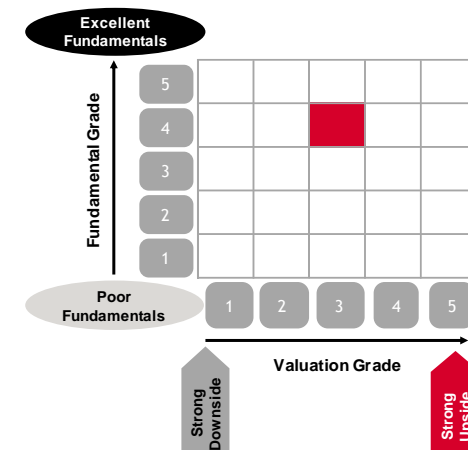 Excellent
Fundamentals
Fundamental Grade
5
4
3
2
1
Poor
Fundamentals
1
2
3
4
5
Valuation Grade
Strong
Downside
Strong
Upside